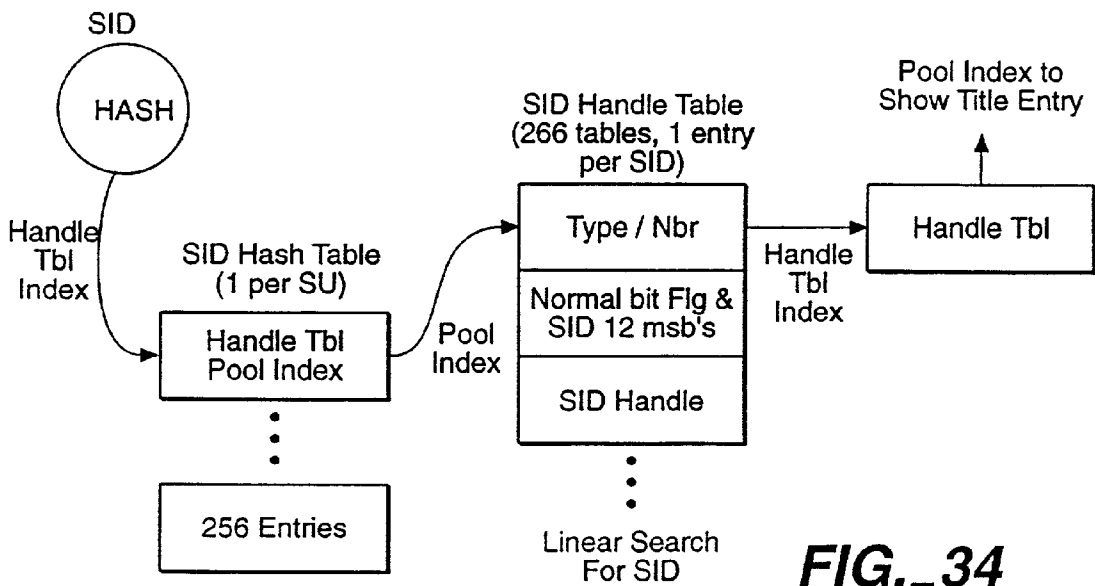 SID
HASH
Handle
Tbl
Index
SID Hash Table
(1 per SU)
Handle Tbl
Pool Index
256 Entries
Pool
Index
SID Handle Table
(266 tables, 1 entry
per SID)
Type / Nbr
Normal bit Flg &
SID 12 msb's
SID Handle
Linear Search
For SID
Handle
Tbl
Index
Pool Index to
Show Title Entry
Handle Tbl
FIG._34